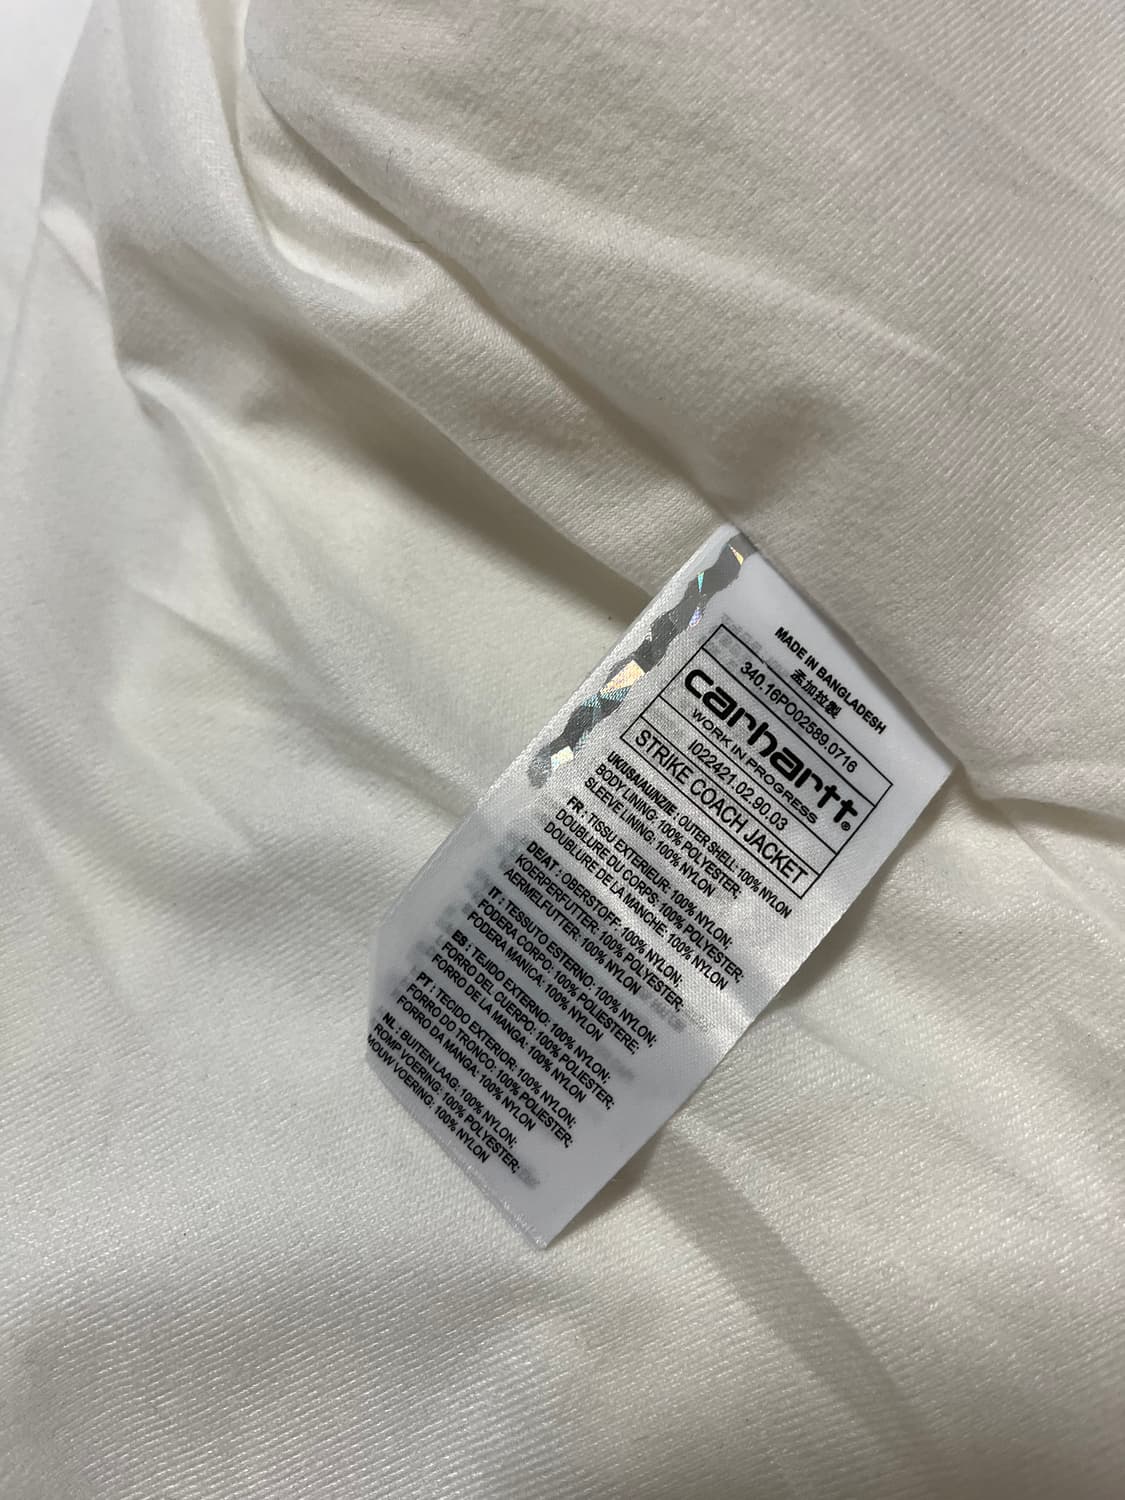 MADE IN BANGLADESH
孟加拉製
340.16PO02589.0716
carhartt®
WORK IN PROGRESS
I022421.02.90.03
STRIKE COACH JACKET
UK/USA/AU/NZ/IE : OUTER SHELL: 100% NYLON
BODY LINING: 100% POLYESTER;
SLEEVE LINING: 100% NYLON
FR : TISSU EXTERIEUR: 100% NYLON;
DOUBLURE DU CORPS: 100% POLYESTER;
DOUBLURE DE LA MANCHE: 100% NYLON
DE/AT : OBERSTOFF: 100% NYLON;
KOERPERFUTTER: 100% POLYESTER;
AERMELFUTTER: 100% NYLON
IT : TESSUTO ESTERNO: 100% NYLON;
FODERA CORPO: 100% POLIESTERE;
FODERA MANICA: 100% NYLON
ES : TEJIDO EXTERNO: 100% NYLON;
FORRO DEL CUERPO: 100% POLIESTER;
FORRO DE LA MANGA: 100% NYLON
PT : TECIDO EXTERIOR: 100% NYLON;
FORRO DO TRONCO: 100% POLIESTER;
FORRO DA MANGA: 100% NYLON
NL : BUITEN LAAG: 100% NYLON;
ROMP VOERING: 100% POLYESTER;
MOUW VOERING: 100% NYLON